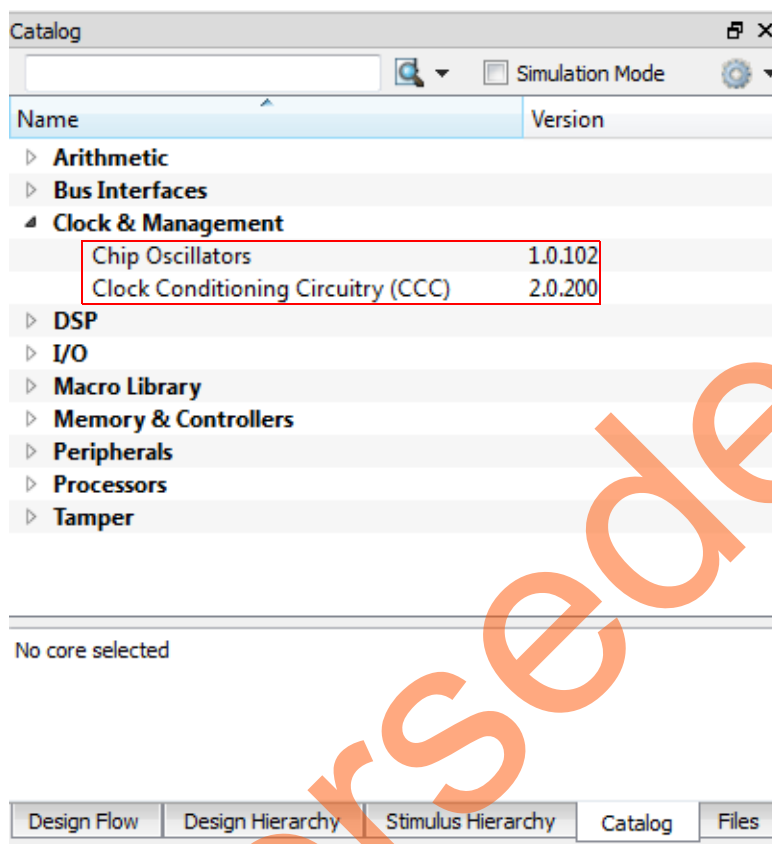 Catalog
Simulation Mode
Name Version
Arithmetic
Bus Interfaces
Clock & Management
Chip Oscillators 1.0.102
Clock Conditioning Circuitry (CCC) 2.0.200
DSP
I/O
Macro Library
Memory & Controllers
Peripherals
Processors
Tamper
No core selected
Design Flow Design Hierarchy Stimulus Hierarchy Catalog Files